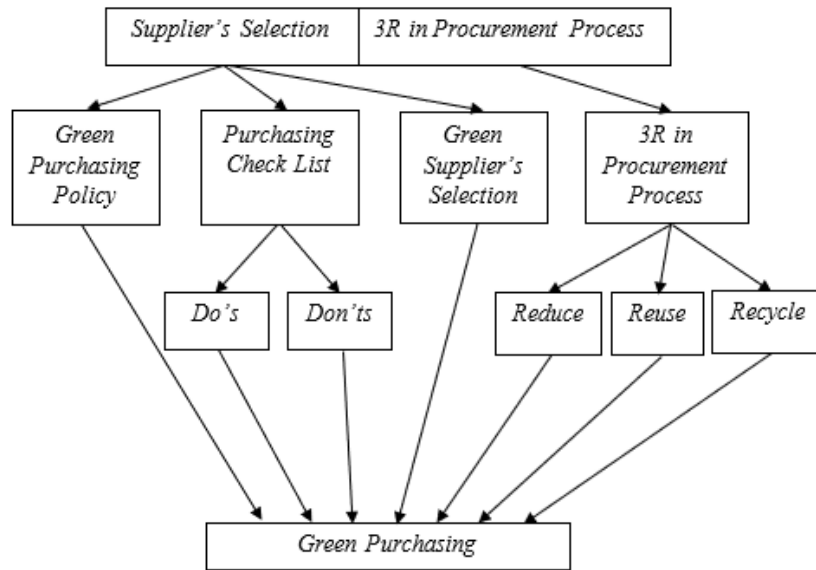 Supplier's Selection
3R in Procurement Process
Green
Purchasing
Policy
Purchasing
Check List
Green
Supplier's
Selection
3R in
Procurement
Process
Do's
Don'ts
Reduce
Reuse
Recycle
Green Purchasing